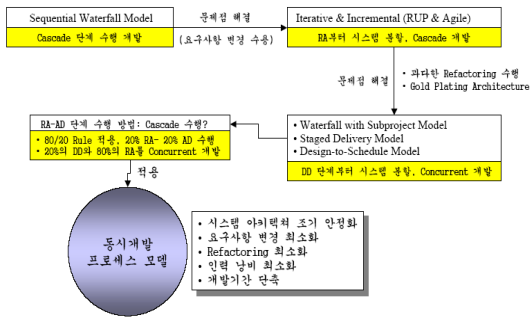 Sequential Waterfall Model
Cascade 단계 수행 개발
문제점 해결
(요구사항 변경 수용)
Iterative & Incremental (RUP & Agile)
RA부터 시스템 분할, Cascade 개발
문제점 해결
• 과다한 Refactoring 수행
• Gold Plating Architecture
RA-AD 단계 수행 방법: Cascade 수행?
• 80/20 Rule 적용, 20% RA- 20% AD 수행
• 20%의 DD와 80%의 RA를 Concurrent 개발
• Waterfall with Subproject Model
• Staged Delivery Model
• Design-to-Schedule Model
DD 단계부터 시스템 분할, Concurrent 개발
적용
동시개발
프로세스 모델
• 시스템 아키텍쳐 조기 안정화
• 요구사항 변경 최소화
• Refactoring 최소화
• 인력 낭비 최소화
• 개발기간 단축